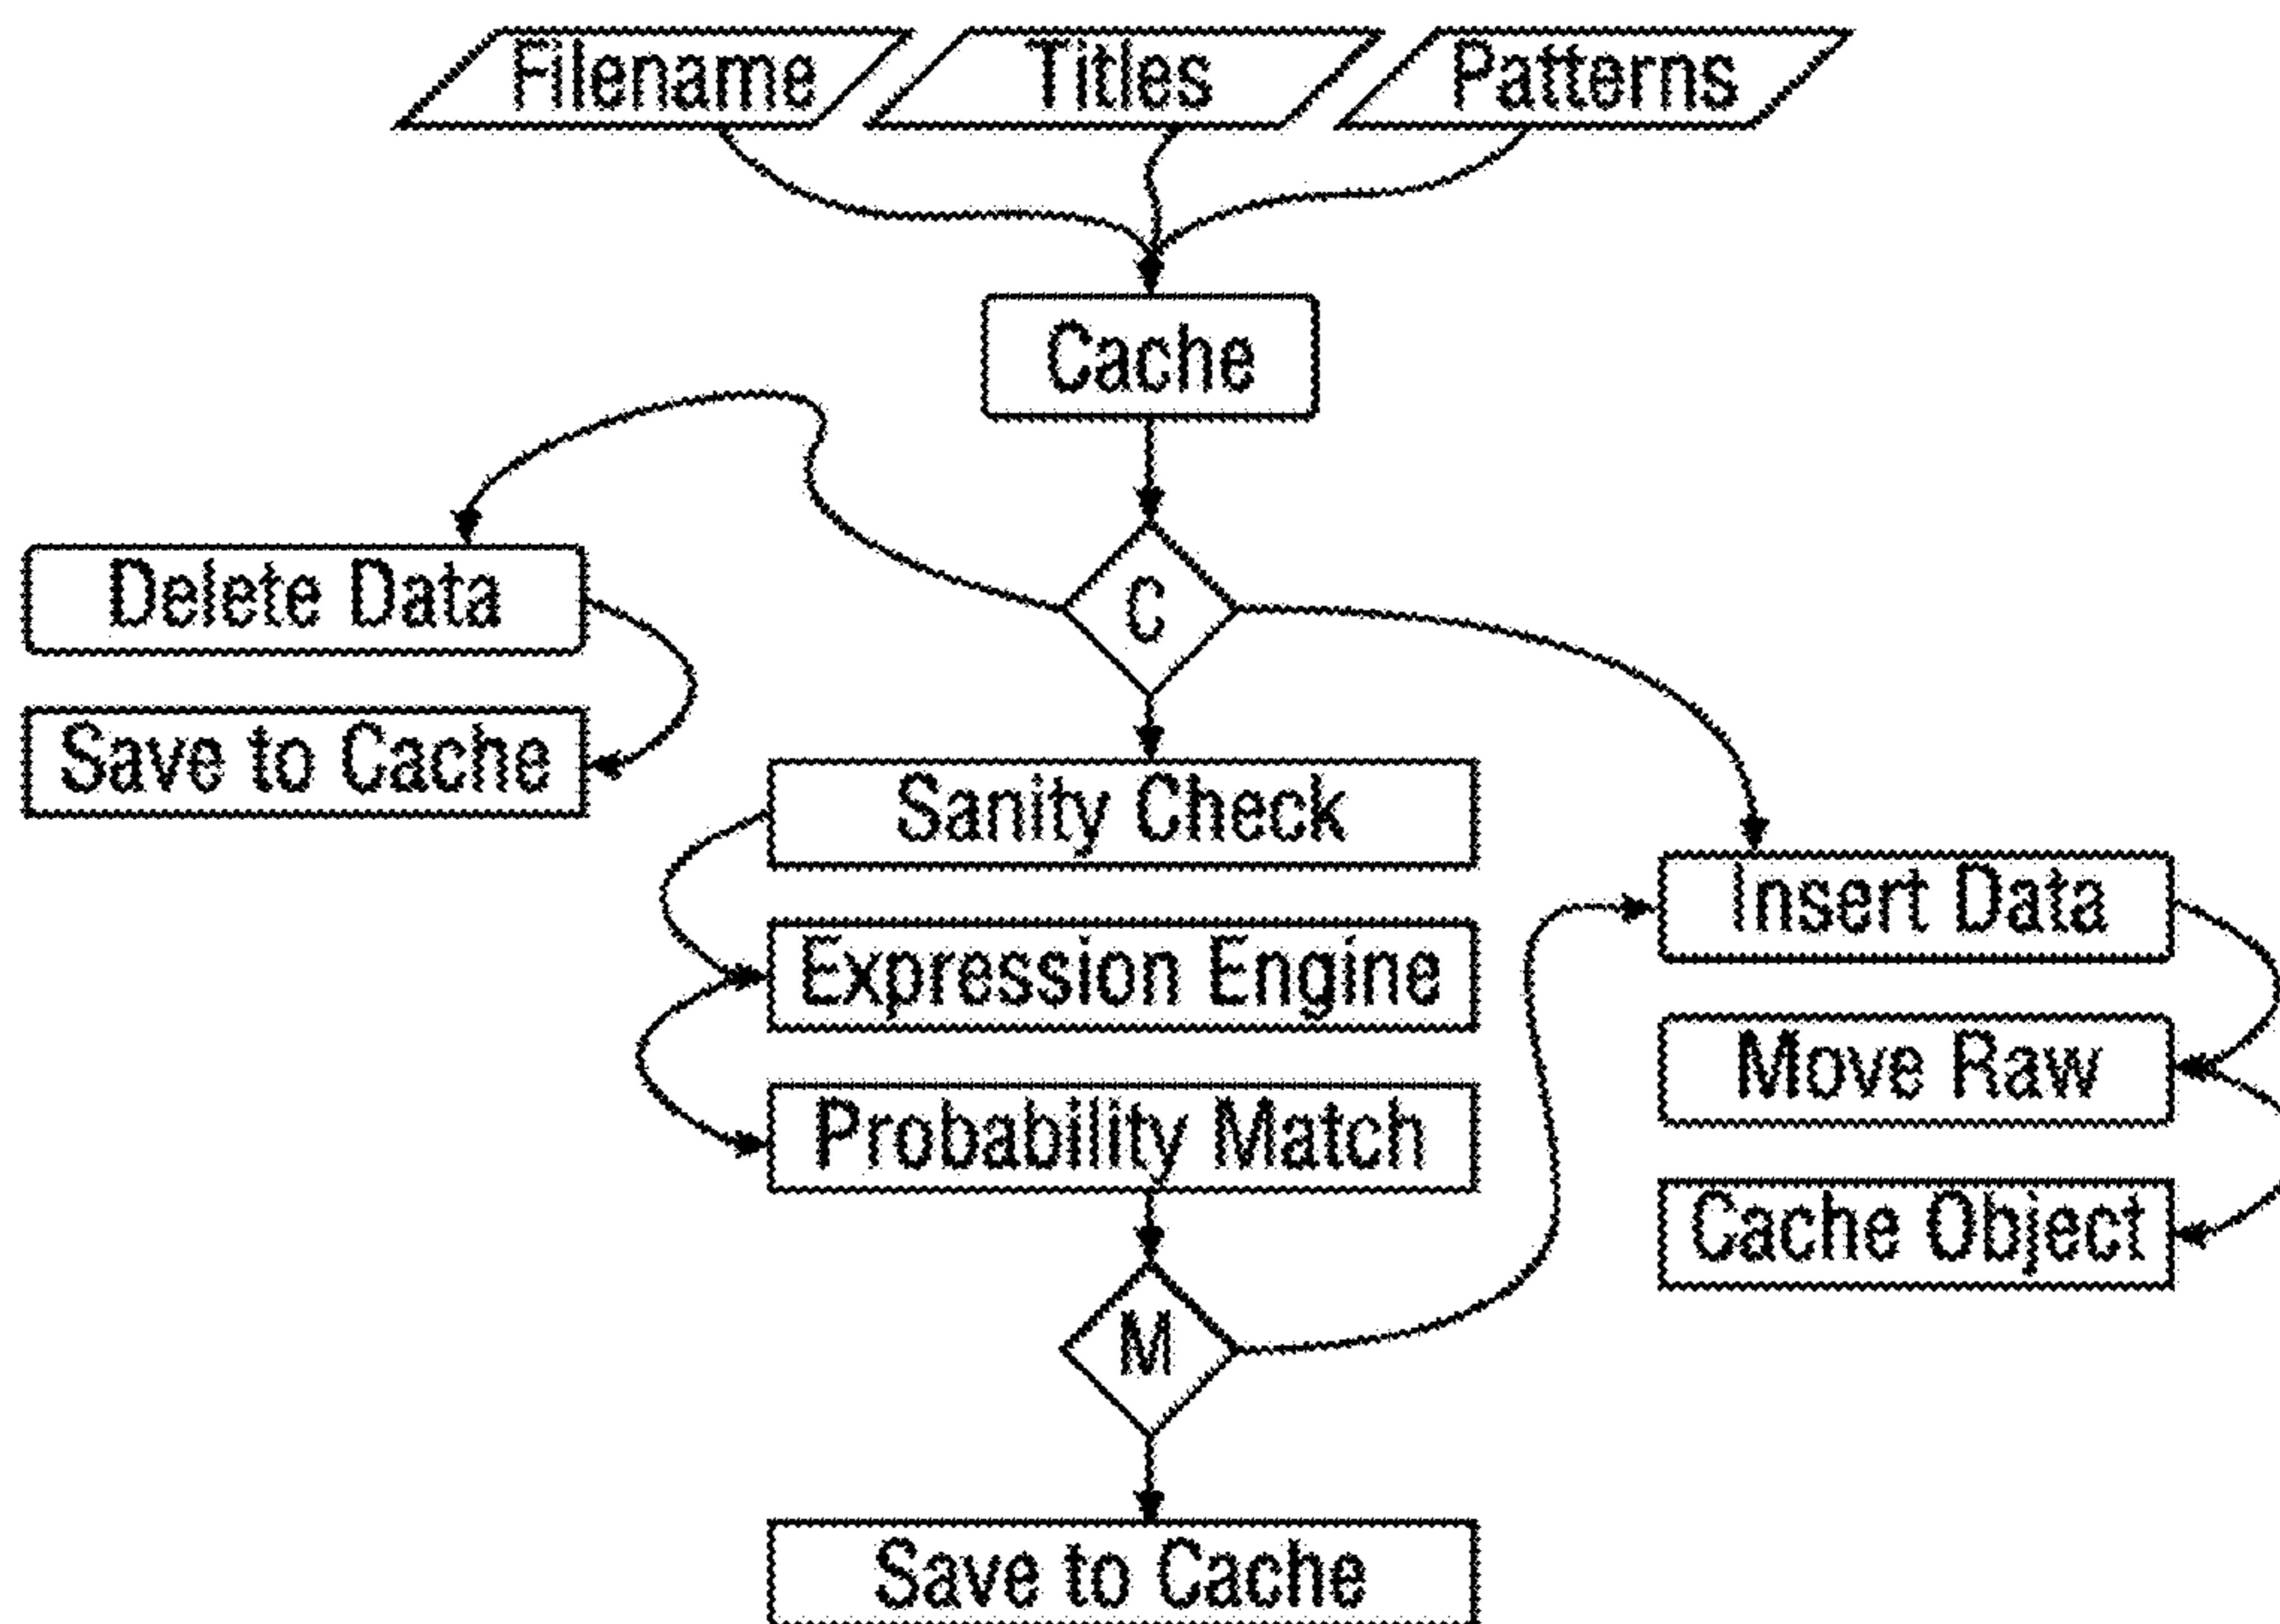 Filename
Titles
Patterns
Cache
C
Delete Data
Save to Cache
Sanity Check
Expression Engine
Probability Match
Insert Data
Move Raw
Cache Object
M
Save to Cache